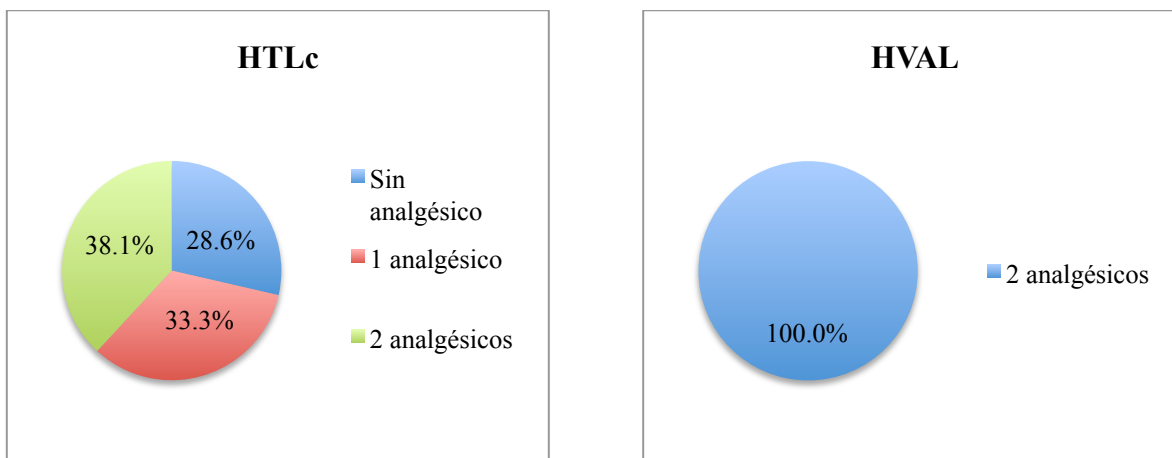 HTLc
28.6%
33.3%
38.1%
Sin
analgésico
1 analgésico
2 analgésicos
HVAL
100.0%
2 analgésicos